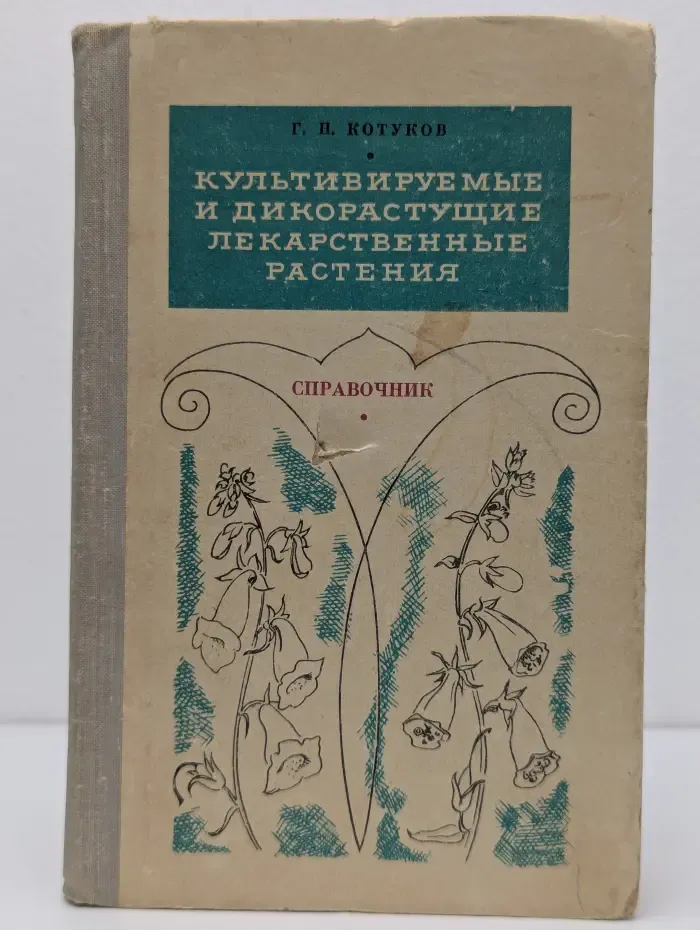 Г. Н. КОТУКОВ
КУЛЬТИВИРУЕМЫЕ
И ДИКОРАСТУЩИЕ
ЛЕКАРСТВЕННЫЕ
РАСТЕНИЯ
СПРАВОЧНИК